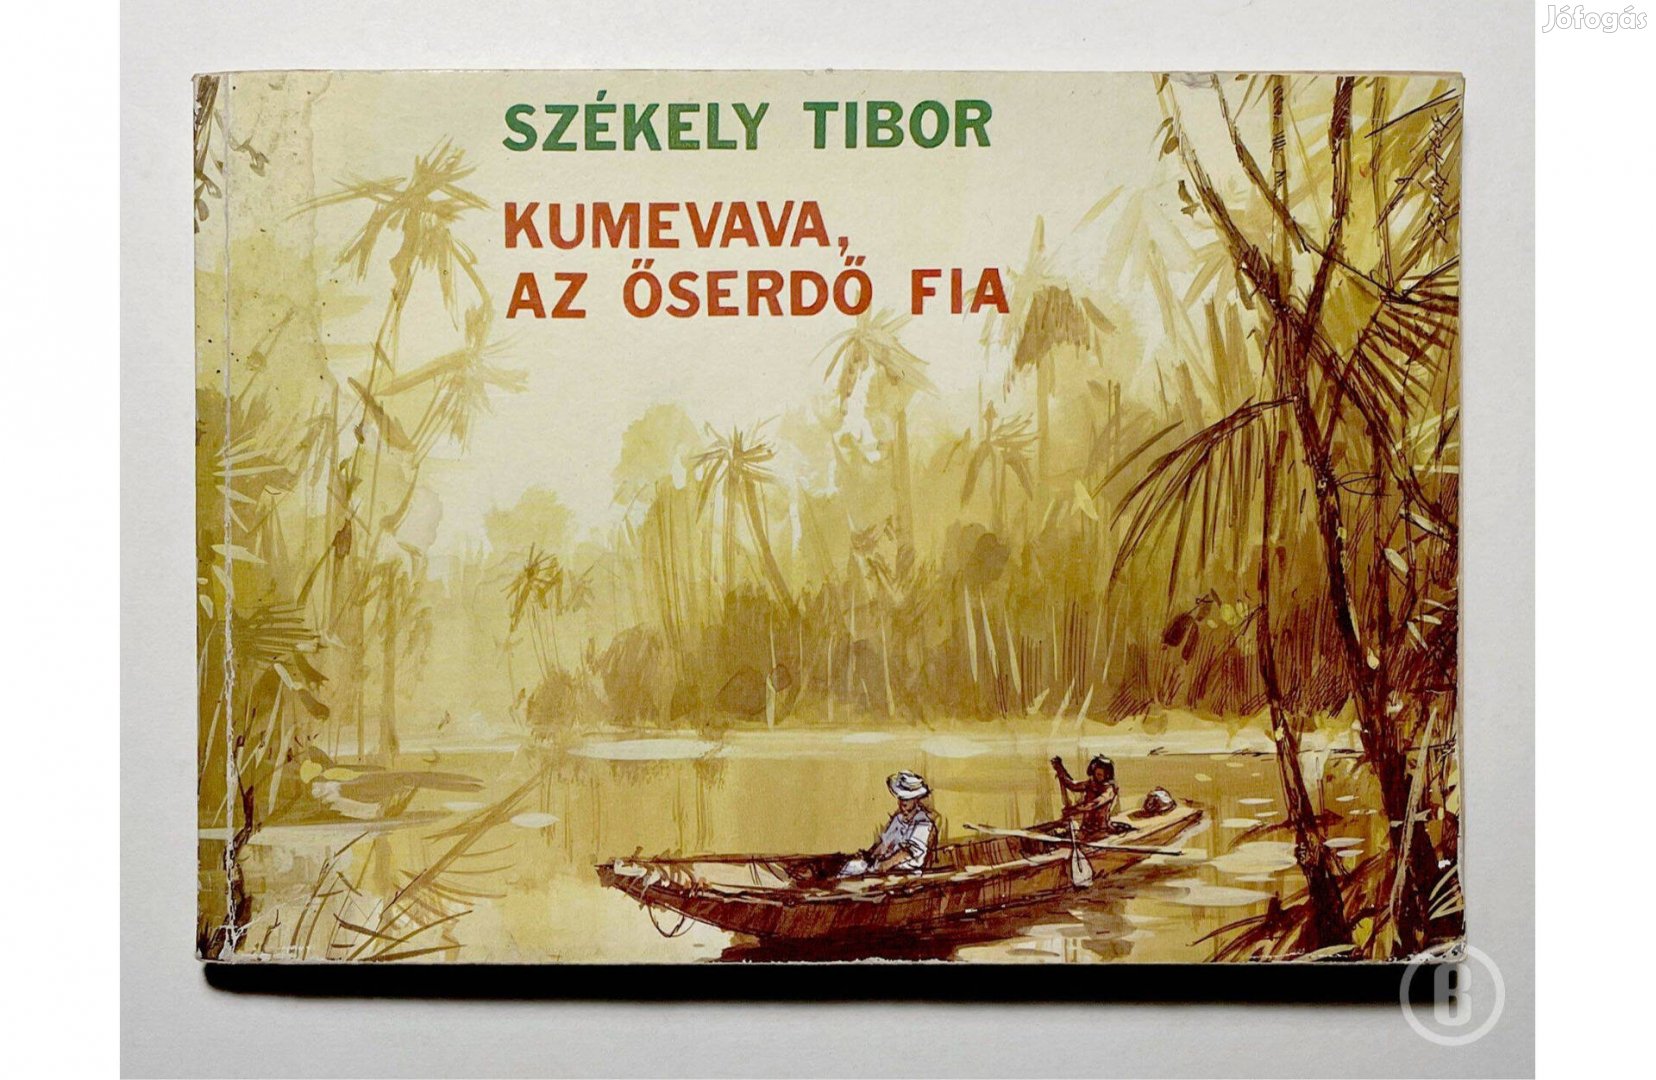 Jófogás
SZÉKELY TIBOR
KUMEVAVA,
AZ ŐSERDŐ FIA
B